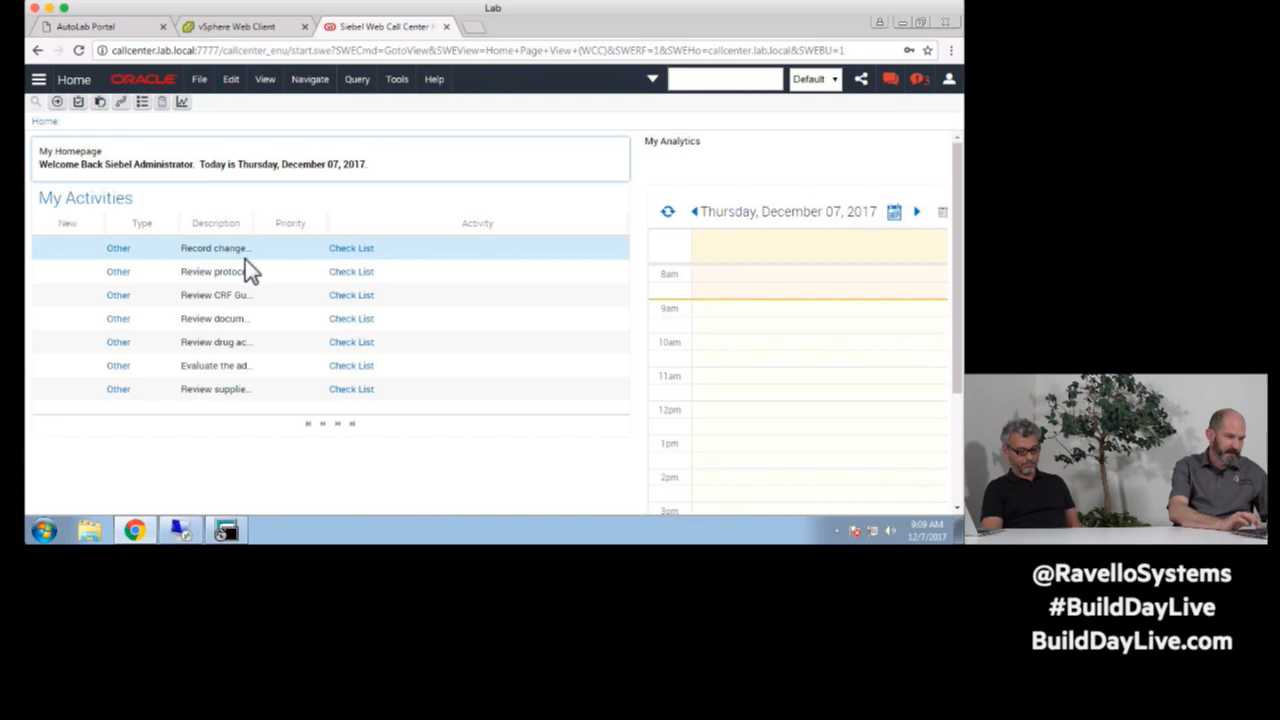 Lab
AutoLab Portal
vSphere Web Client
Siebel Web Call Center
callcenter.lab.local:7777/callcenter_enu/start.swe?SWECmd=GotoView&SWEView=Home+Page+View+(WCC)&SWERF=1&SWEHo=callcenter.lab.local&SWEBU=1
Home ORACLE File Edit View Navigate Query Tools Help Default 3
Home:
My Homepage
Welcome Back Siebel Administrator. Today is Thursday, December 07, 2017.
My Activities
New Type Description Priority Activity
Other Record change... Check List
Other Review protoc Check List
Other Review CRF Gu... Check List
Other Review docum... Check List
Other Review drug ac... Check List
Other Evaluate the ad... Check List
Other Review supplie... Check List
My Analytics
Thursday, December 07, 2017
8am
9am
10am
11am
12pm
1pm
2pm
3pm
9:09 AM
12/7/2017
@RavelloSystems
#BuildDayLive
BuildDayLive.com